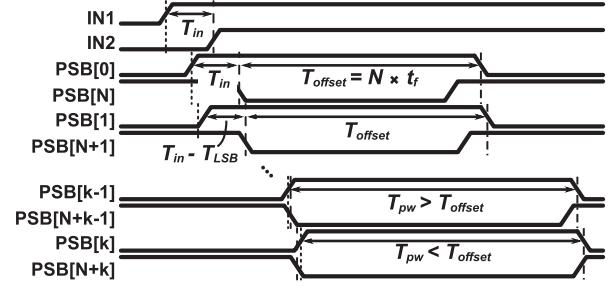 IN1
T_in
IN2
PSB[0]
T_in T_offset = N × t_f
PSB[N]
PSB[1]
T_offset
PSB[N+1]
T_in - T_LSB
PSB[k-1]
T_pw > T_offset
PSB[N+k-1]
PSB[k]
T_pw < T_offset
PSB[N+k]